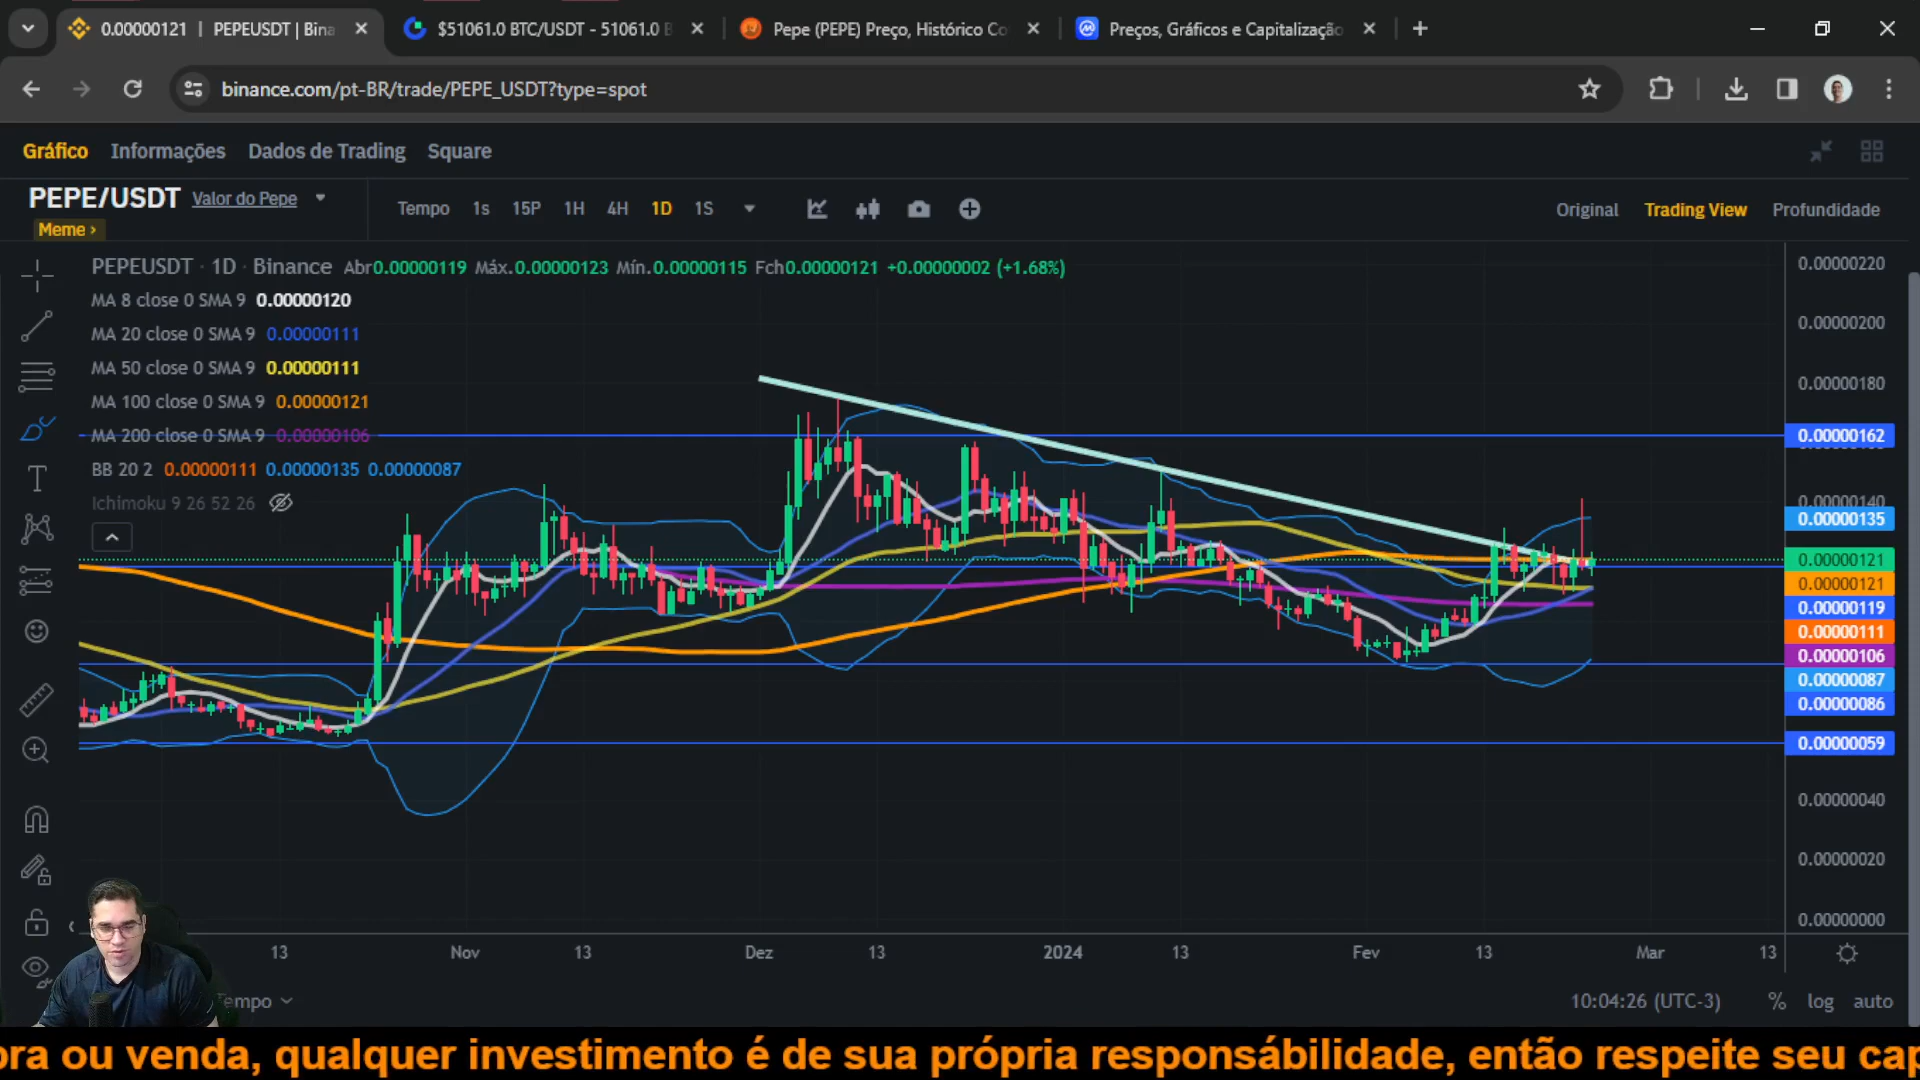 0.00000121 | PEPEUSDT | Bina
$51061.0 BTC/USDT - 51061.0 B
Pepe (PEPE) Preço, Histórico Co
Preços, Gráficos e Capitalização
binance.com/pt-BR/trade/PEPE_USDT?type=spot
Gráfico Informações Dados de Trading Square
PEPE/USDT Valor do Pepe
Meme ›
Tempo 1s 15P 1H 4H 1D 1S
Original Trading View Profundidade
PEPEUSDT · 1D · Binance Abr0.00000119 Máx.0.00000123 Mín.0.00000115 Fch0.00000121 +0.00000002 (+1.68%)
MA 8 close 0 SMA 9 0.00000120
MA 20 close 0 SMA 9 0.00000111
MA 50 close 0 SMA 9 0.00000111
MA 100 close 0 SMA 9 0.00000121
MA 200 close 0 SMA 9 0.00000106
BB 20 2 0.00000111 0.00000135 0.00000087
Ichimoku 9 26 52 26
0.00000220
0.00000200
0.00000180
0.00000162
0.00000140
0.00000135
0.00000121
0.00000121
0.00000119
0.00000111
0.00000106
0.00000087
0.00000086
0.00000059
0.00000040
0.00000020
0.00000000
13 Nov 13 Dez 13 2024 13 Fev 13 Mar 13
Tempo
10:04:26 (UTC-3) % log auto
ora ou venda, qualquer investimento é de sua própria responsábilidade, então respeite seu cap